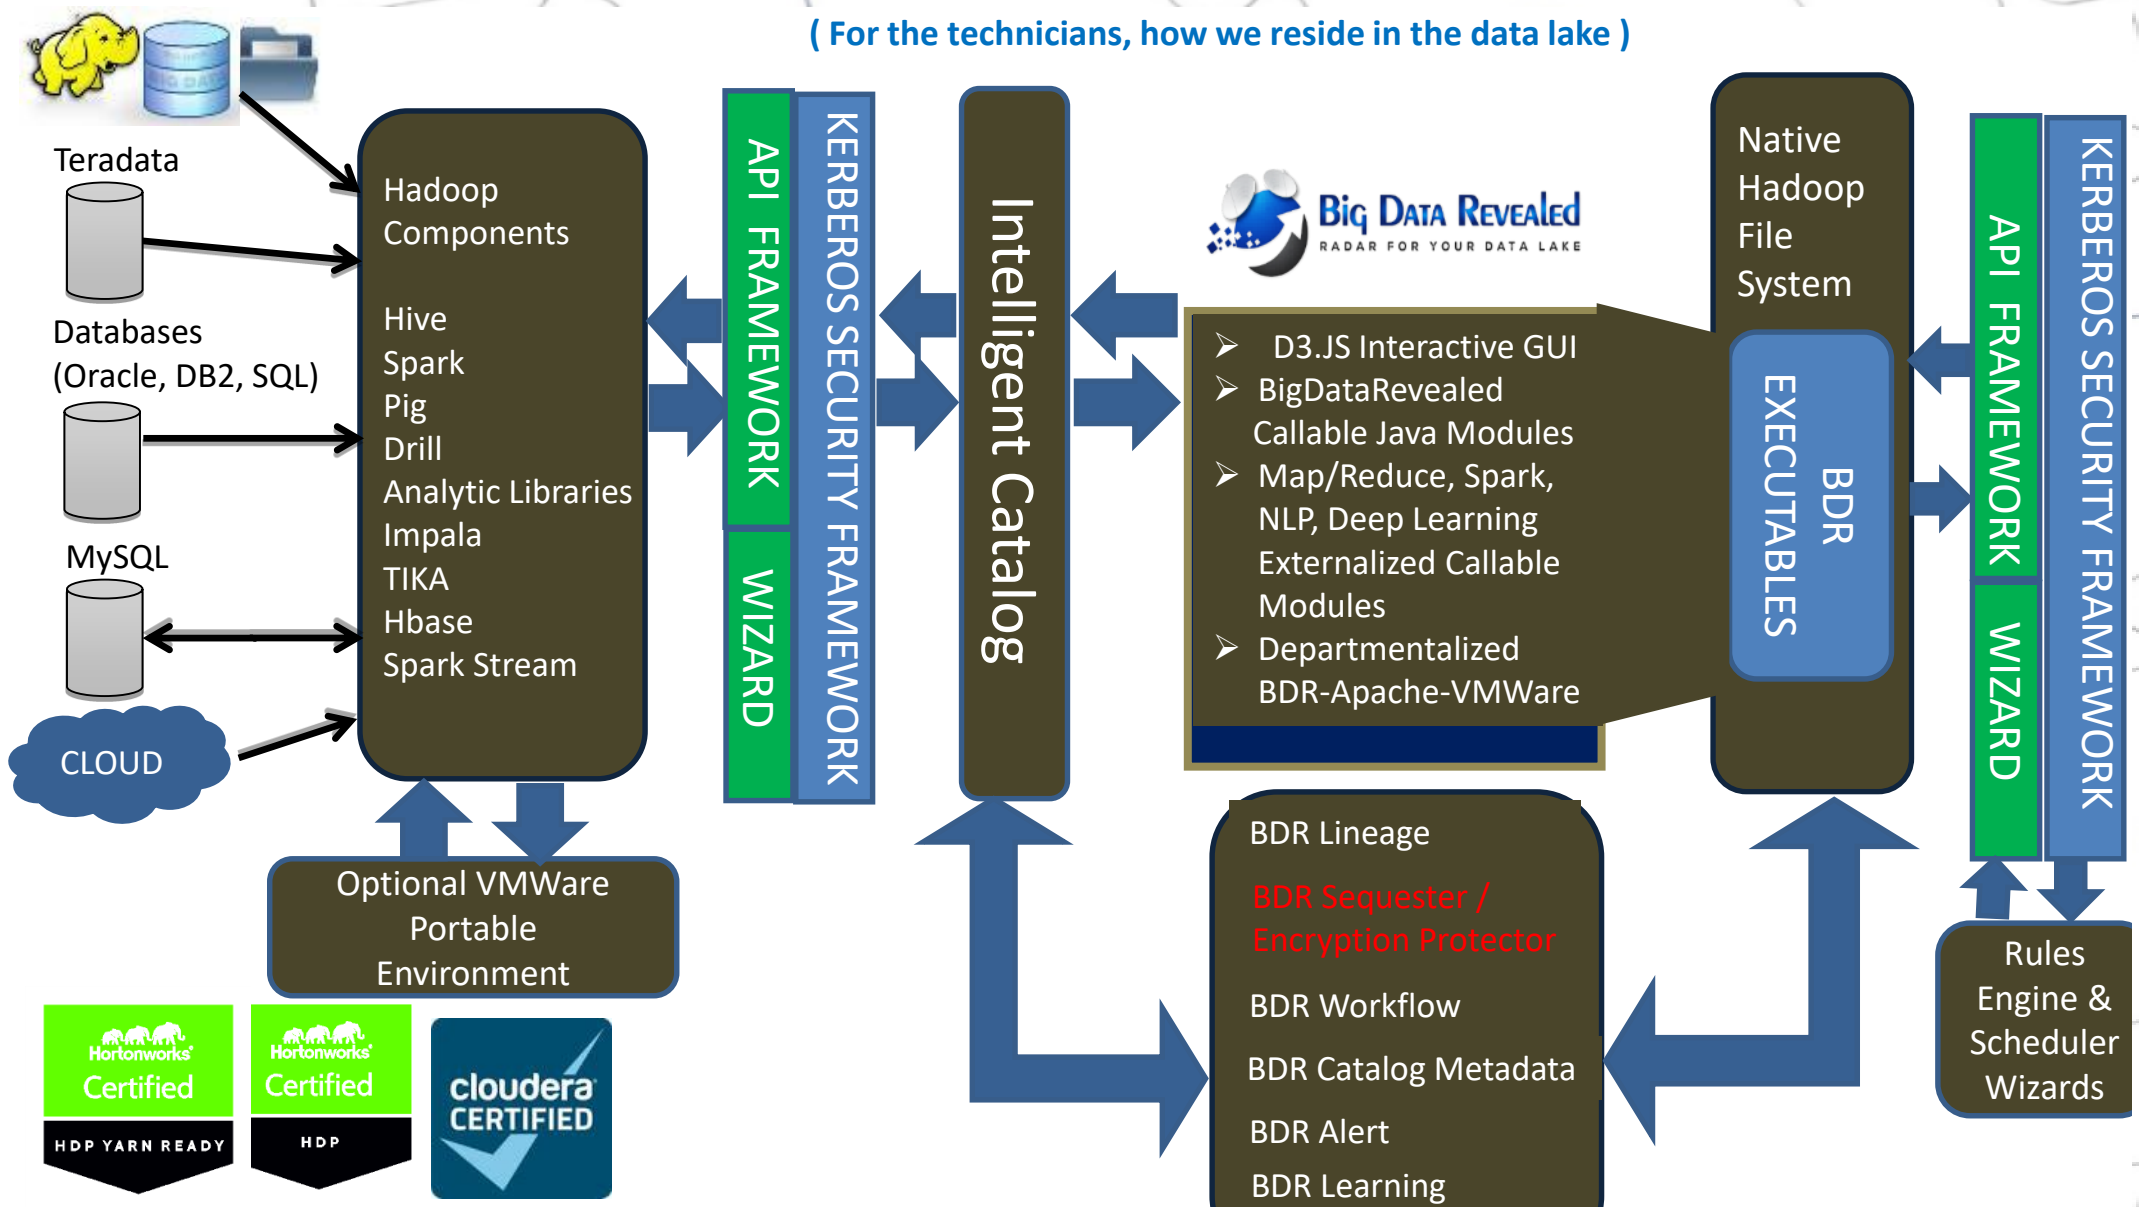 ( For the technicians, how we reside in the data lake )
BIG DATA
Teradata
Databases
(Oracle, DB2, SQL)
MySQL
CLOUD
Hadoop
Components
Hive
Spark
Pig
Drill
Analytic Libraries
Impala
TIKA
Hbase
Spark Stream
Optional VMWare
Portable
Environment
Hortonworks
Certified
HDP YARN READY
Hortonworks
Certified
HDP
cloudera
CERTIFIED
API FRAMEWORK
WIZARD
KERBEROS SECURITY FRAMEWORK
Intelligent Catalog
Big Data Revealed
RADAR FOR YOUR DATA LAKE
➢ D3.JS Interactive GUI
➢ BigDataRevealed
Callable Java Modules
➢ Map/Reduce, Spark,
NLP, Deep Learning
Externalized Callable
Modules
➢ Departmentalized
BDR-Apache-VMWare
BDR Lineage
BDR Sequester /
Encryption Protector
BDR Workflow
BDR Catalog Metadata
BDR Alert
BDR Learning
Native
Hadoop
File
System
BDR
EXECUTABLES
API FRAMEWORK
WIZARD
KERBEROS SECURITY FRAMEWORK
Rules
Engine &
Scheduler
Wizards